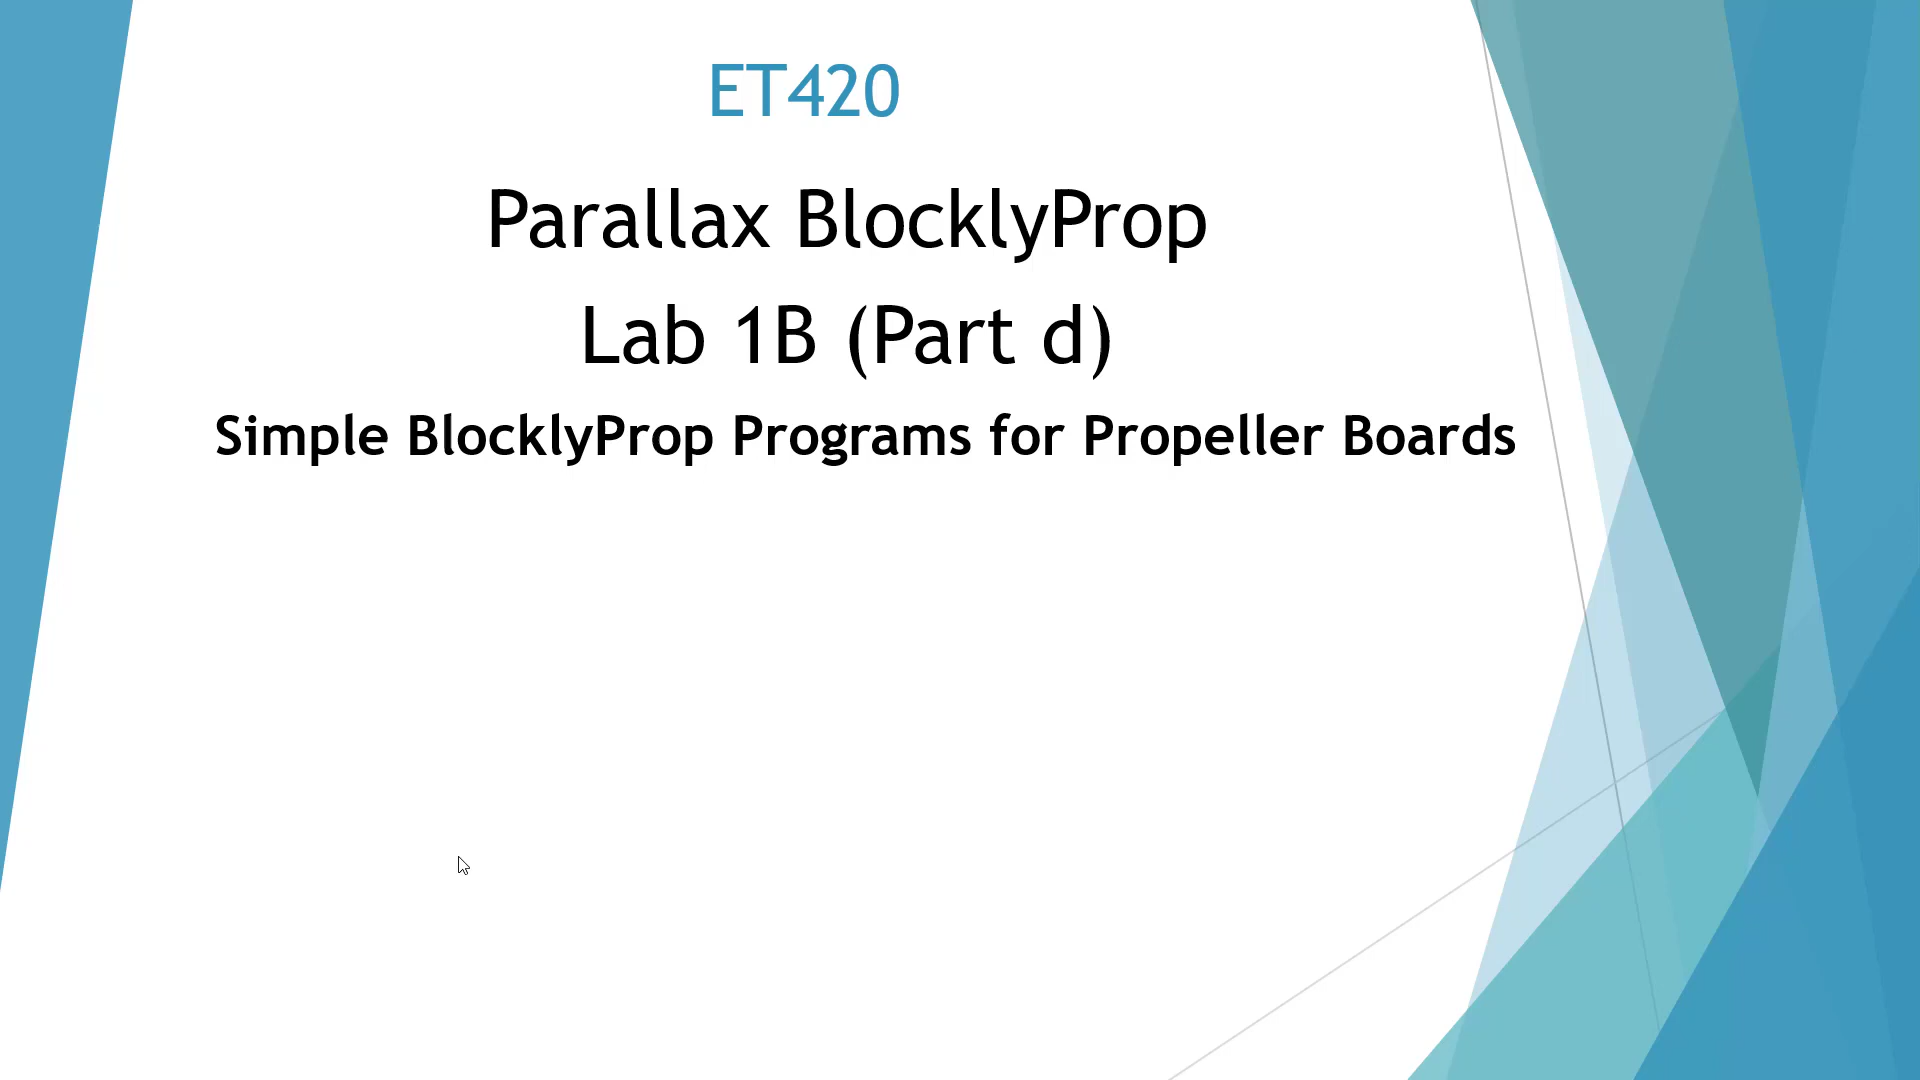 ET420
Parallax BlocklyProp
Lab 1B (Part d)
Simple BlocklyProp Programs for Propeller Boards